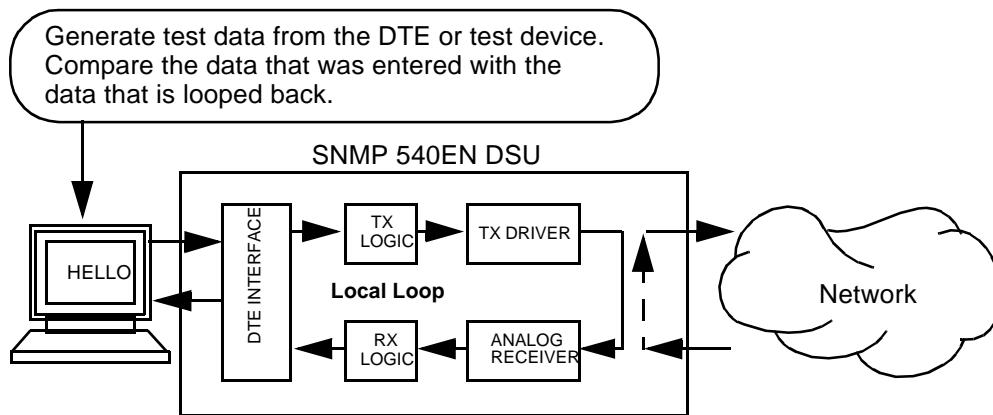 Generate test data from the DTE or test device.
Compare the data that was entered with the
data that is looped back.
SNMP 540EN DSU
HELLO
DTE INTERFACE
TX
LOGIC
TX DRIVER
Local Loop
RX
LOGIC
ANALOG
RECEIVER
Network